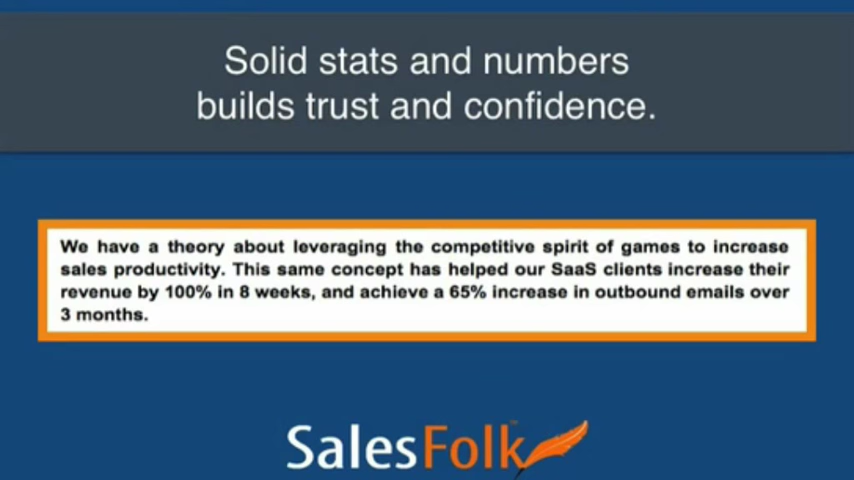 Solid stats and numbers
builds trust and confidence.
We have a theory about leveraging the competitive spirit of games to increase
sales productivity. This same concept has helped our SaaS clients increase their
revenue by 100% in 8 weeks, and achieve a 65% increase in outbound emails over
3 months.
SalesFolk